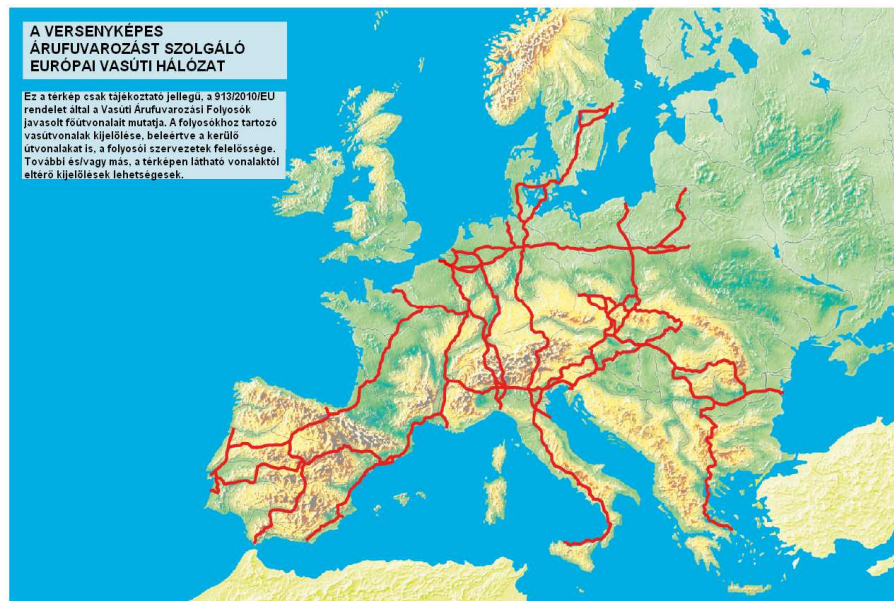 A VERSENYKÉPES
ÁRUFUVAROZÁST SZOLGÁLÓ
EURÓPAI VASÚTI HÁLÓZAT
Ez a térkép csak tájékoztató jellegű, a 913/2010/EU
rendelet által a Vasúti Árufuvarozási Folyosók
javasolt főútvonalait mutatja. A folyosókhoz tartozó
vasútvonalak kijelölése, beleértve a kerülő
útvonalakat is, a folyosói szervezetek felelőssége.
További és/vagy más, a térképen látható vonalaktól
eltérő kijelölések lehetségesek.